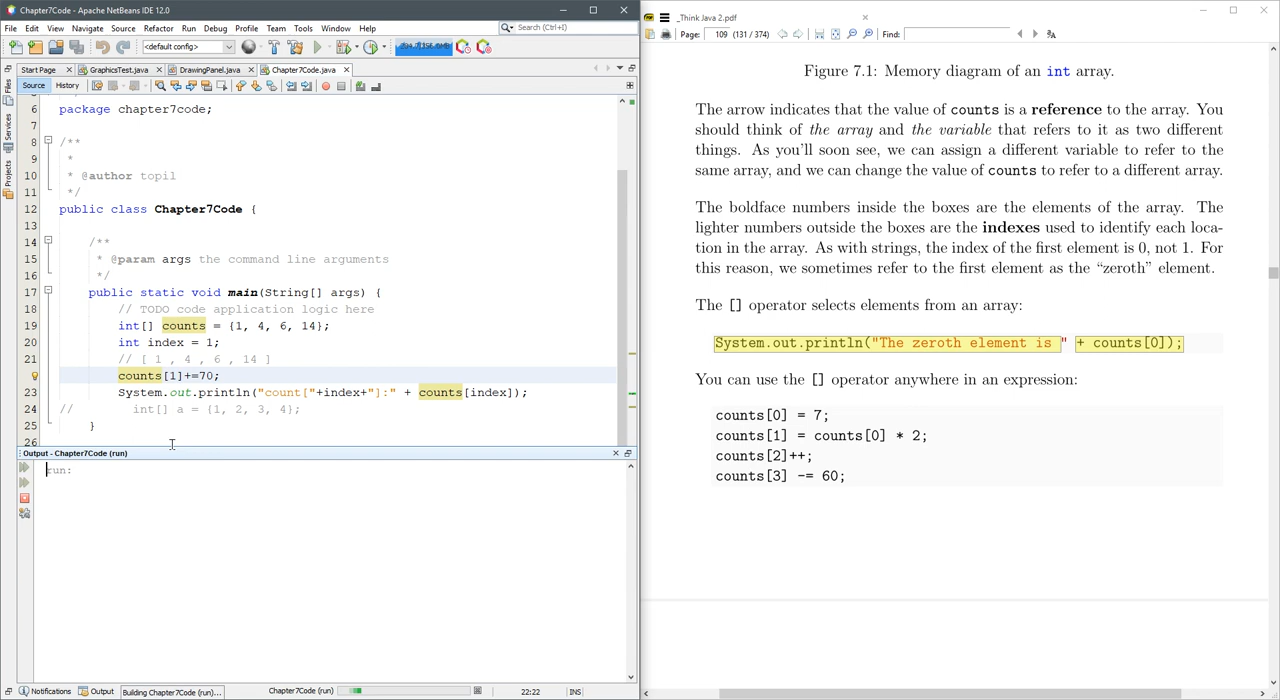 Chapter7Code - Apache NetBeans IDE 12.0
File Edit View Navigate Source Refactor Run Debug Profile Team Tools Window Help
Search (Ctrl+I)
<default config>
Start Page
GraphicsTest.java
DrawingPanel.java
Chapter7Code.java
Source History
Files
Services
Projects
6 package chapter7code;
7
8 /**
9 *
10 * @author topil
11 */
12 public class Chapter7Code {
13
14 /**
15 * @param args the command line arguments
16 */
17 public static void main(String[] args) {
18 // TODO code application logic here
19 int[] counts = {1, 4, 6, 14};
20 int index = 1;
21 // [ 1 , 4 , 6 , 14 ]
counts[1]+=70;
23 System.out.println("count["+index+"]:" + counts[index]);
24 // int[] a = {1, 2, 3, 4};
25 }
26
Output - Chapter7Code (run)
run:
Notifications Output Building Chapter7Code (run)... Chapter7Code (run) 22:22 INS
_Think Java 2.pdf
Page: 109 (131 / 374) Find:
Figure 7.1: Memory diagram of an int array.
The arrow indicates that the value of counts is a reference to the array. You
should think of the array and the variable that refers to it as two different
things. As you'll soon see, we can assign a different variable to refer to the
same array, and we can change the value of counts to refer to a different array.
The boldface numbers inside the boxes are the elements of the array. The
lighter numbers outside the boxes are the indexes used to identify each loca-
tion in the array. As with strings, the index of the first element is 0, not 1. For
this reason, we sometimes refer to the first element as the "zeroth" element.
The [] operator selects elements from an array:
System.out.println("The zeroth element is " + counts[0]);
You can use the [] operator anywhere in an expression:
counts[0] = 7;
counts[1] = counts[0] * 2;
counts[2]++;
counts[3] -= 60;